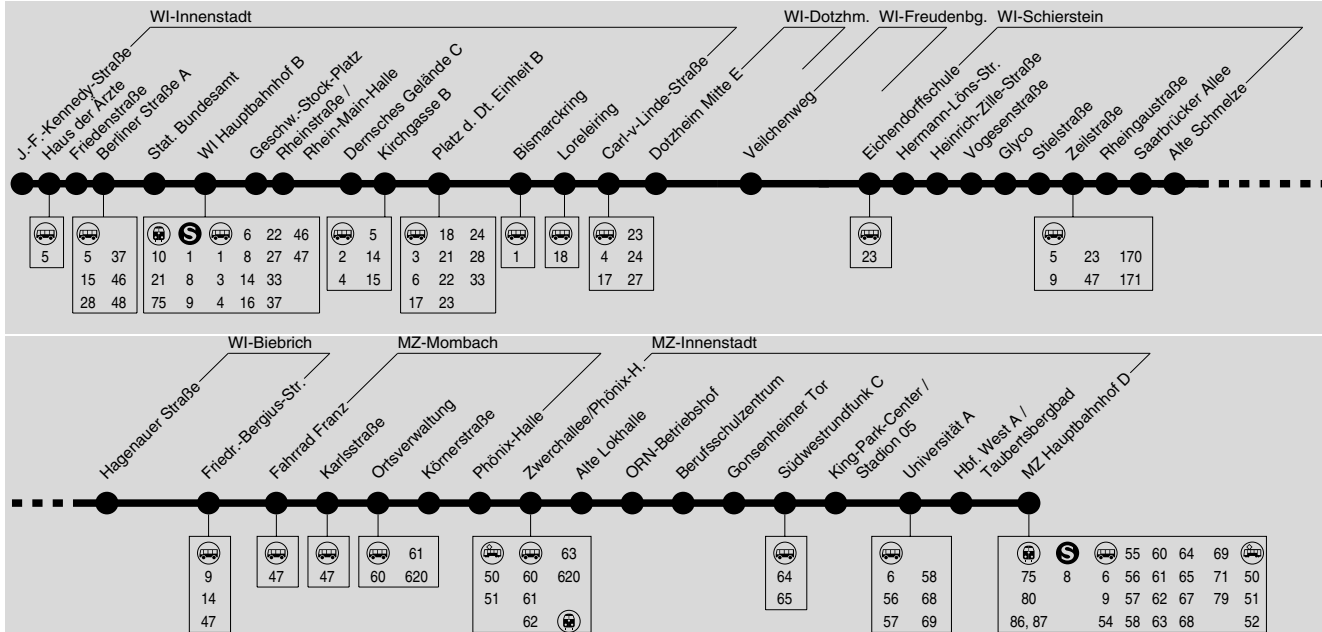 WI-Innenstadt
WI-Dotzhm.
WI-Freudenbg.
WI-Schierstein
J.-F.-Kennedy-Straße
Haus der Ärzte
Friedenstraße
Berliner Straße A
Stat. Bundesamt
WI Hauptbahnhof B
Geschw.-Stock-Platz
Rheinstraße /
Rhein-Main-Halle
Dernsches Gelände C
Kirchgasse B
Platz d. Dt. Einheit B
Bismarckring
Loreleiring
Carl-v-Linde-Straße
Dotzheim Mitte E
Veilchenweg
Eichendorffschule
Hermann-Löns-Str.
Heinrich-Zille-Straße
Vogesenstraße
Glyco
Stielstraße
Zeilstraße
Rheingaustraße
Saarbrücker Allee
Alte Schmelze
5
5 37
15 46
28 48
S 6 22 46
10 1 1 8 27 47
21 8 3 14 33
75 9 4 16 37
5
2 14
4 15
18 24
3 21 28
6 22 33
17 23
1
18
23
4 24
17 27
23
5 23 170
9 47 171
WI-Biebrich
MZ-Mombach
MZ-Innenstadt
Hagenauer Straße
Friedr.-Bergius-Str.
Fahrrad Franz
Karlsstraße
Ortsverwaltung
Körnerstraße
Phönix-Halle
Zwerchallee/Phönix-H.
Alte Lokhalle
ORN-Betriebshof
Berufsschulzentrum
Gonsenheimer Tor
Südwestrundfunk C
King-Park-Center /
Stadion 05
Universität A
Hbf. West A /
Taubertsbergbad
MZ Hauptbahnhof D
9
14
47
47
47
61
60 620
63
50 60 620
51 61
62
64
65
6 58
56 68
57 69
S 55 60 64 69
75 8 6 56 61 65 71 50
80 9 57 62 67 79 51
86, 87 54 58 63 68 52